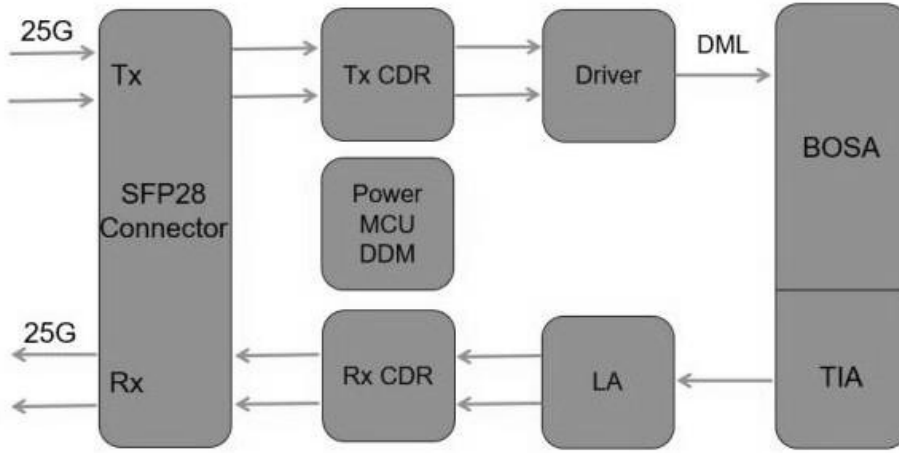 25G
Tx
SFP28
Connector
25G
Rx
Tx CDR
Power
MCU
DDM
Rx CDR
Driver
LA
DML
BOSA
TIA